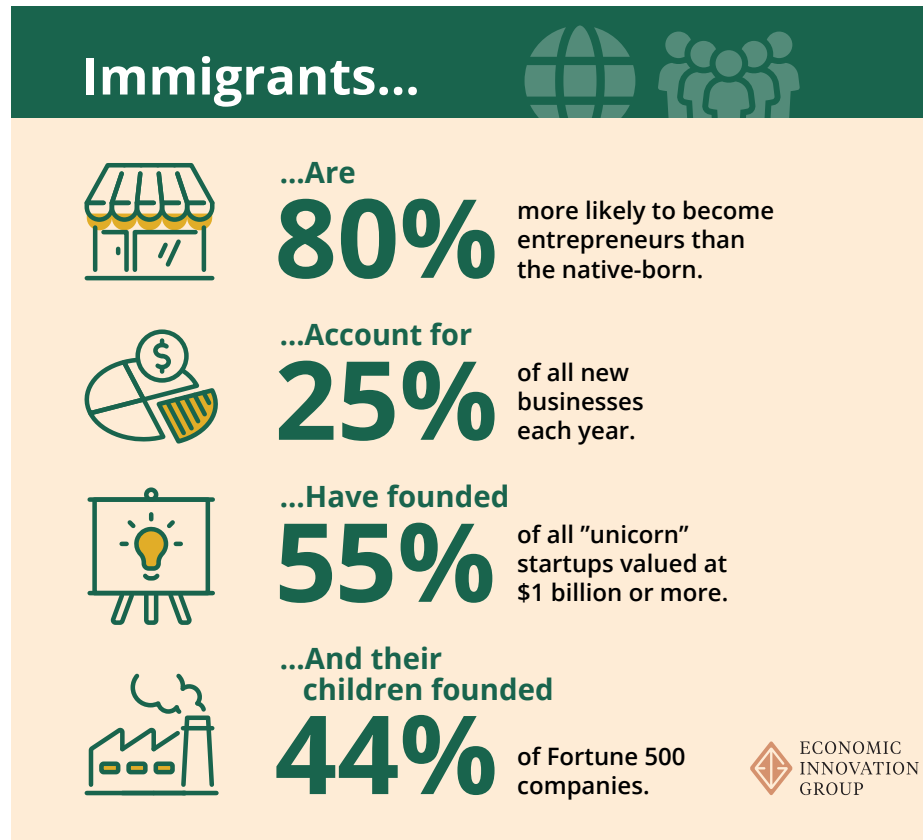 Immigrants...
...Are
80%
more likely to become
entrepreneurs than
the native-born.
$
...Account for
25%
of all new
businesses
each year.
...Have founded
55%
of all ”unicorn”
startups valued at
$1 billion or more.
...And their
children founded
44%
of Fortune 500
companies.
ECONOMIC
INNOVATION
GROUP